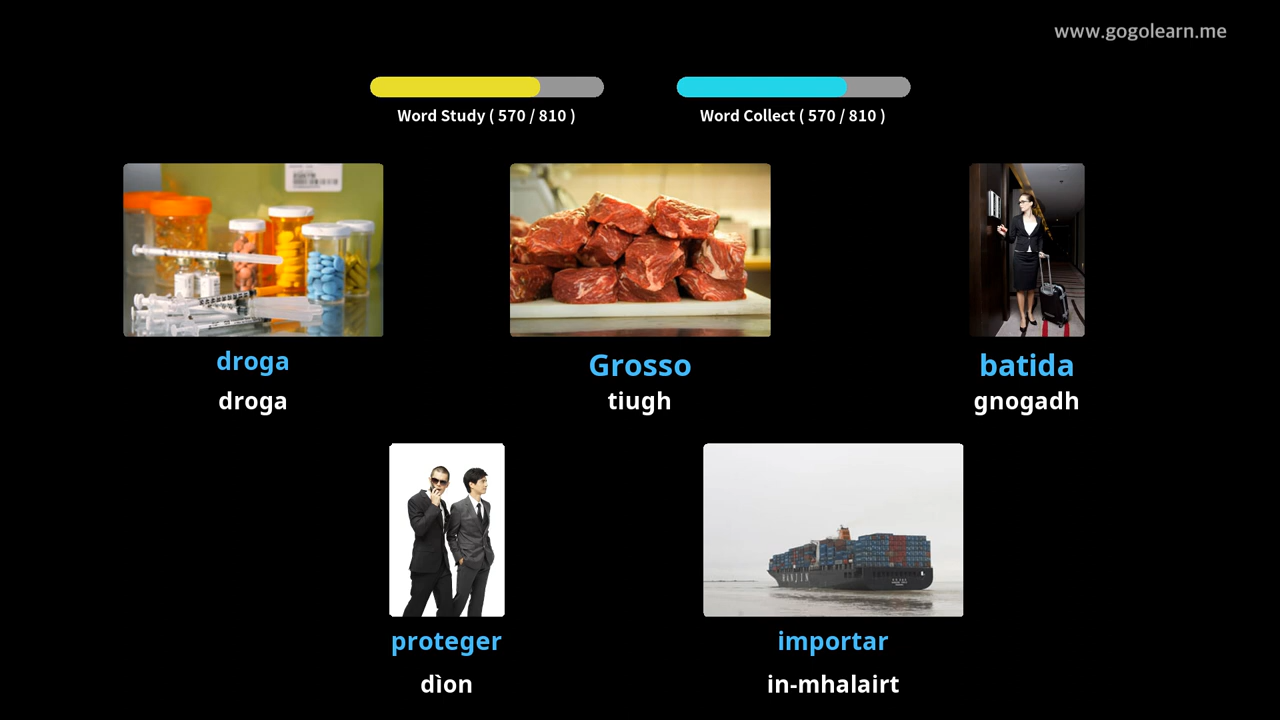 www.gogolearn.me
Word Study ( 570 / 810 )
Word Collect ( 570 / 810 )
droga
droga
Grosso
tiugh
batida
gnogadh
HANJIN
proteger
dìon
importar
in-mhalairt